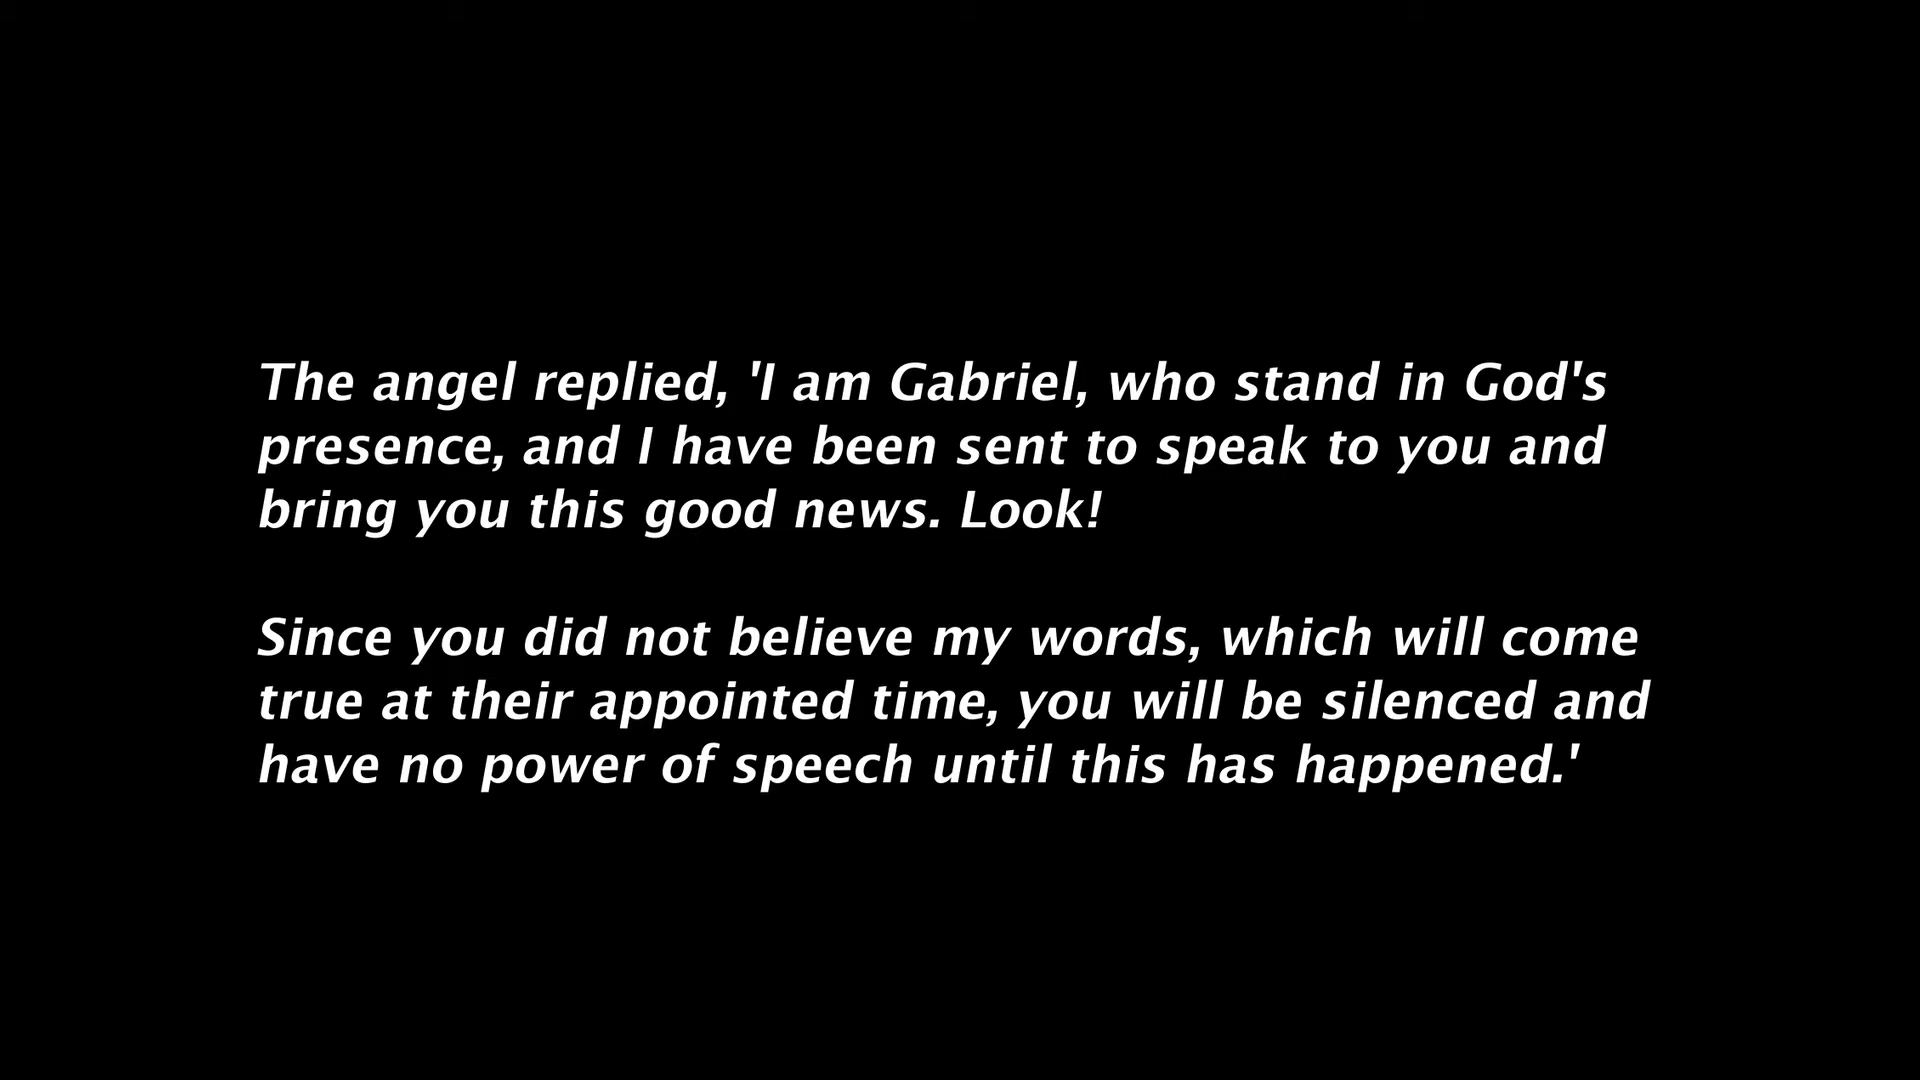 The angel replied, 'I am Gabriel, who stand in God's
presence, and I have been sent to speak to you and
bring you this good news. Look!
Since you did not believe my words, which will come
true at their appointed time, you will be silenced and
have no power of speech until this has happened.'